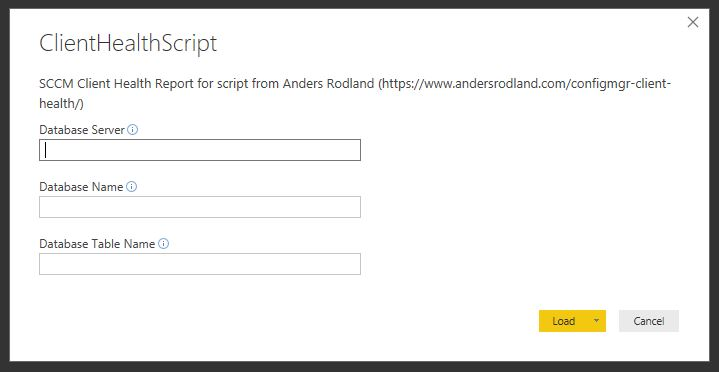 ClientHealthScript
SCCM Client Health Report for script from Anders Rodland (https://www.andersrodland.com/configmgr-client-
health/)
Database Server
Database Name
Database Table Name
Load
Cancel